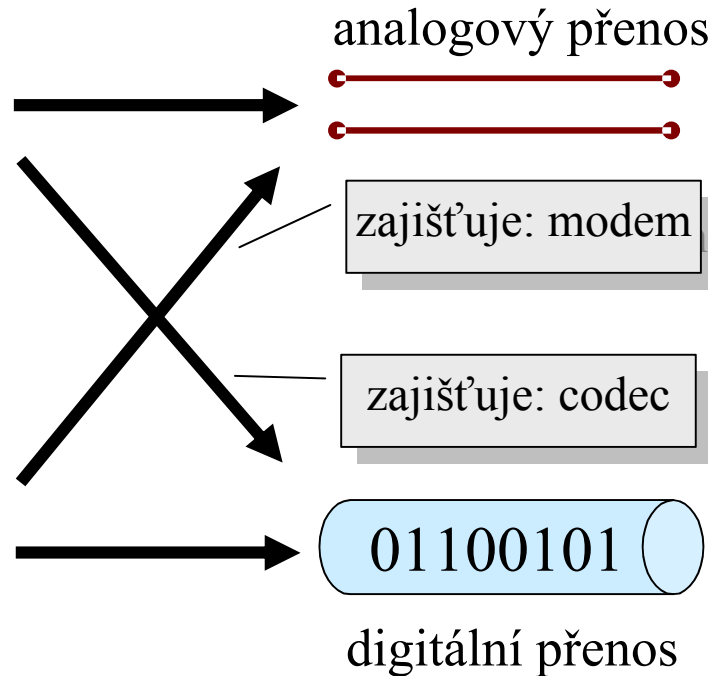 analogový přenos
zajišťuje: modem
zajišťuje: codec
01100101
digitální přenos